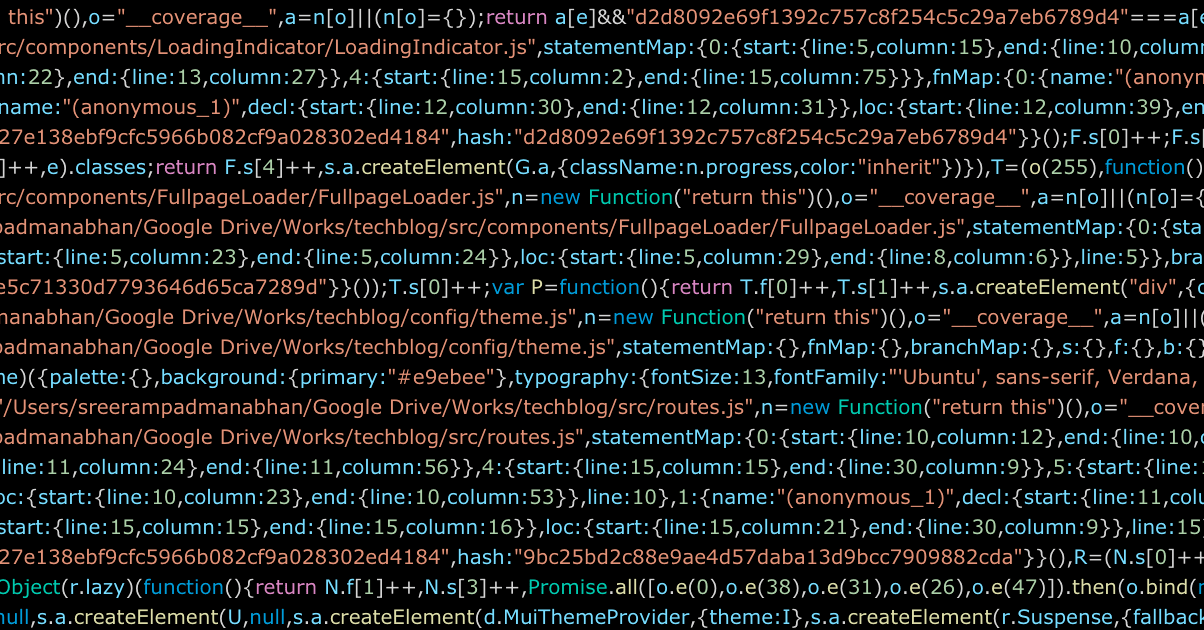 this")(),o="__coverage__",a=n[o]||(n[o]={});return a[e]&&"d2d8092e69f1392c757c8f254c5c29a7eb6789d4"===a[e
rc/components/LoadingIndicator/LoadingIndicator.js",statementMap:{0:{start:{line:5,column:15},end:{line:10,colum
n:22},end:{line:13,column:27}},4:{start:{line:15,column:2},end:{line:15,column:75}}},fnMap:{0:{name:"(anonym
name:"(anonymous_1)",decl:{start:{line:12,column:30},end:{line:12,column:31}},loc:{start:{line:12,column:39},en
27e138ebf9cfc5966b082cf9a028302ed4184",hash:"d2d8092e69f1392c757c8f254c5c29a7eb6789d4"}}();F.s[0]++;F.s
]++,e).classes;return F.s[4]++,s.a.createElement(G.a,{className:n.progress,color:"inherit"})}),T=(o(255),function()
rc/components/FullpageLoader/FullpageLoader.js",n=new Function("return this")(),o="__coverage__",a=n[o]||(n[o]={
padmanabhan/Google Drive/Works/techblog/src/components/FullpageLoader/FullpageLoader.js",statementMap:{0:{sta
start:{line:5,column:23},end:{line:5,column:24}},loc:{start:{line:5,column:29},end:{line:8,column:6}},line:5}},bra
e5c71330d7793646d65ca7289d"}}());T.s[0]++;var P=function(){return T.f[0]++,T.s[1]++,s.a.createElement("div",{c
manabhan/Google Drive/Works/techblog/config/theme.js",n=new Function("return this")(),o="__coverage__",a=n[o]||(
padmanabhan/Google Drive/Works/techblog/config/theme.js",statementMap:{},fnMap:{},branchMap:{},s:{},f:{},b:{}
ne)({palette:{},background:{primary:"#e9ebee"},typography:{fontSize:13,fontFamily:"'Ubuntu', sans-serif, Verdana,
"/Users/sreerampadmanabhan/Google Drive/Works/techblog/src/routes.js",n=new Function("return this")(),o="__cover
padmanabhan/Google Drive/Works/techblog/src/routes.js",statementMap:{0:{start:{line:10,column:12},end:{line:10,c
line:11,column:24},end:{line:11,column:56}},4:{start:{line:15,column:15},end:{line:30,column:9}},5:{start:{line:
oc:{start:{line:10,column:23},end:{line:10,column:53}},line:10},1:{name:"(anonymous_1)",decl:{start:{line:11,colu
start:{line:15,column:15},end:{line:15,column:16}},loc:{start:{line:15,column:21},end:{line:30,column:9}},line:15
27e138ebf9cfc5966b082cf9a028302ed4184",hash:"9bc25bd2c88e9ae4d57daba13d9bcc7909882cda"}}(),R=(N.s[0]++
Object(r.lazy)(function(){return N.f[1]++,N.s[3]++,Promise.all([o.e(0),o.e(38),o.e(31),o.e(26),o.e(47)]).then(o.bind(n
null,s.a.createElement(U,null,s.a.createElement(d.MuiThemeProvider,{theme:I},s.a.createElement(r.Suspense,{fallbac